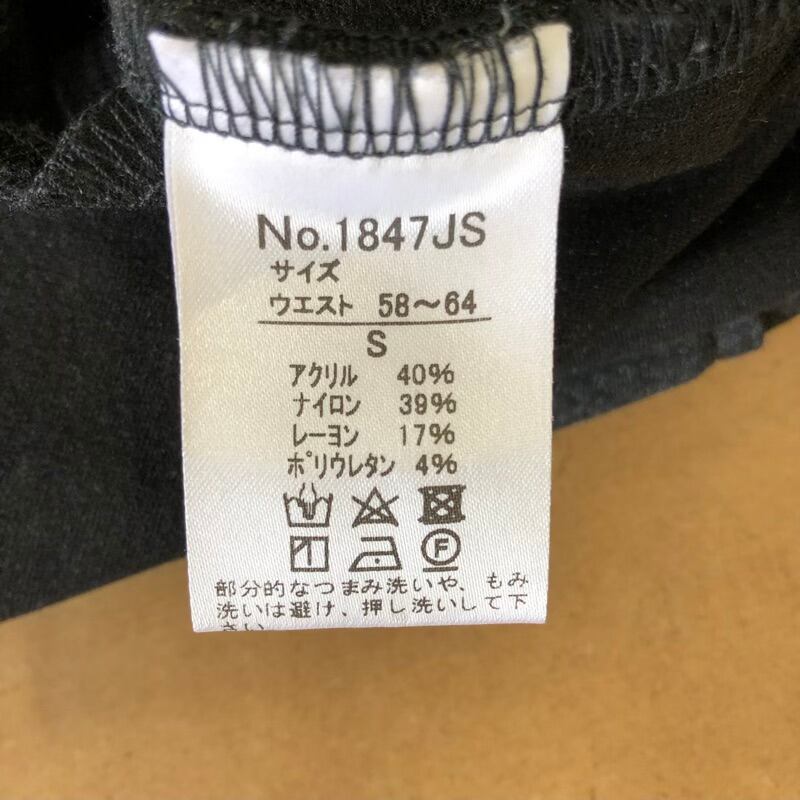 No.1847JS
サイズ
ウエスト 58～64
S
アクリル 40%
ナイロン 39%
レーヨン 17%
ポリウレタン 4%
F
部分的なつまみ洗いや、もみ
洗いは避け、押し洗いして下
さい